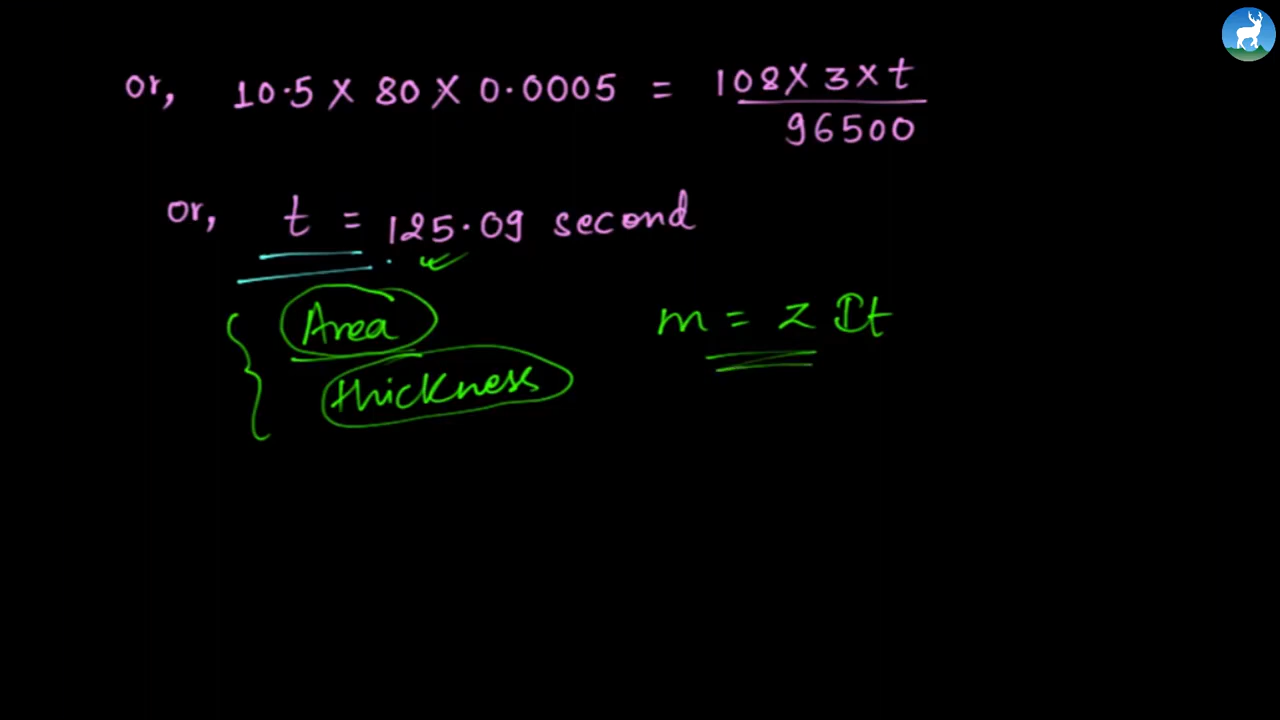 or, 10.5 X 80 X 0.0005 = 108 X 3 X t
96500
or, t = 125.09 second
Area
m = Z It
thickness